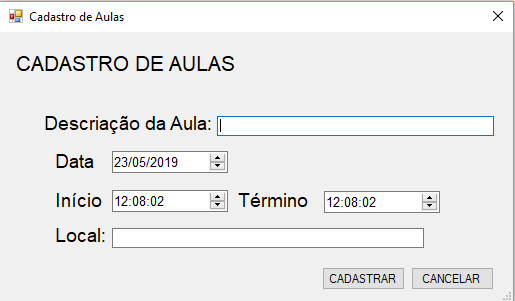 Cadastro de Aulas
CADASTRO DE AULAS
Descriação da Aula:
Data 23/05/2019
Início 12:08:02 Término 12:08:02
Local:
CADASTRAR CANCELAR